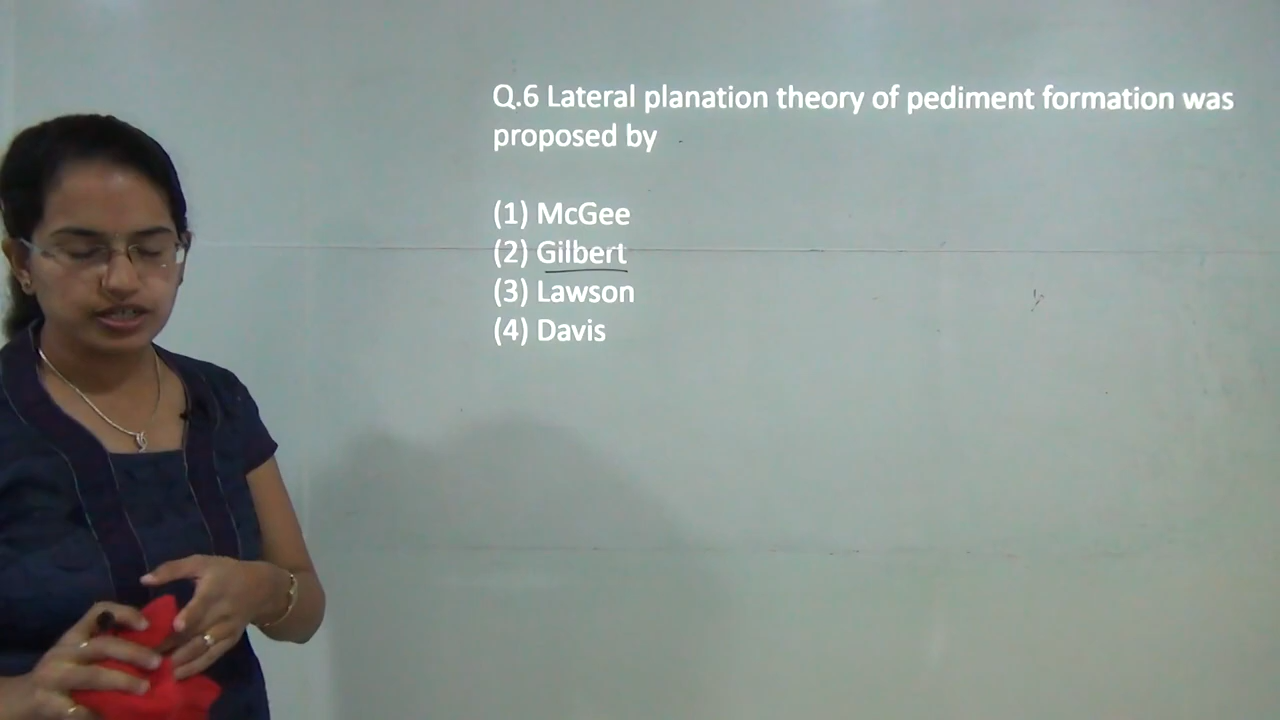 Q.6 Lateral planation theory of pediment formation was
proposed by
(1) McGee
(2) Gilbert
(3) Lawson
(4) Davis